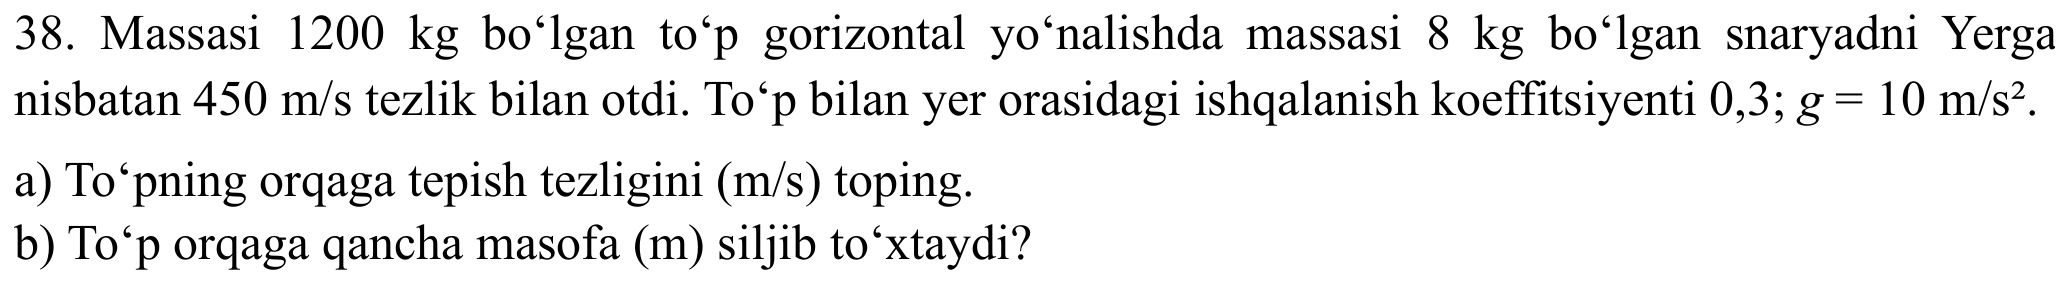 38. Massasi 1200 kg bo‘lgan to‘p gorizontal yo‘nalishda massasi 8 kg bo‘lgan snaryadni Yerga
nisbatan 450 m/s tezlik bilan otdi. To‘p bilan yer orasidagi ishqalanish koeffitsiyenti 0,3; g = 10 m/s².
a) To‘pning orqaga tepish tezligini (m/s) toping.
b) To‘p orqaga qancha masofa (m) siljib to‘xtaydi?